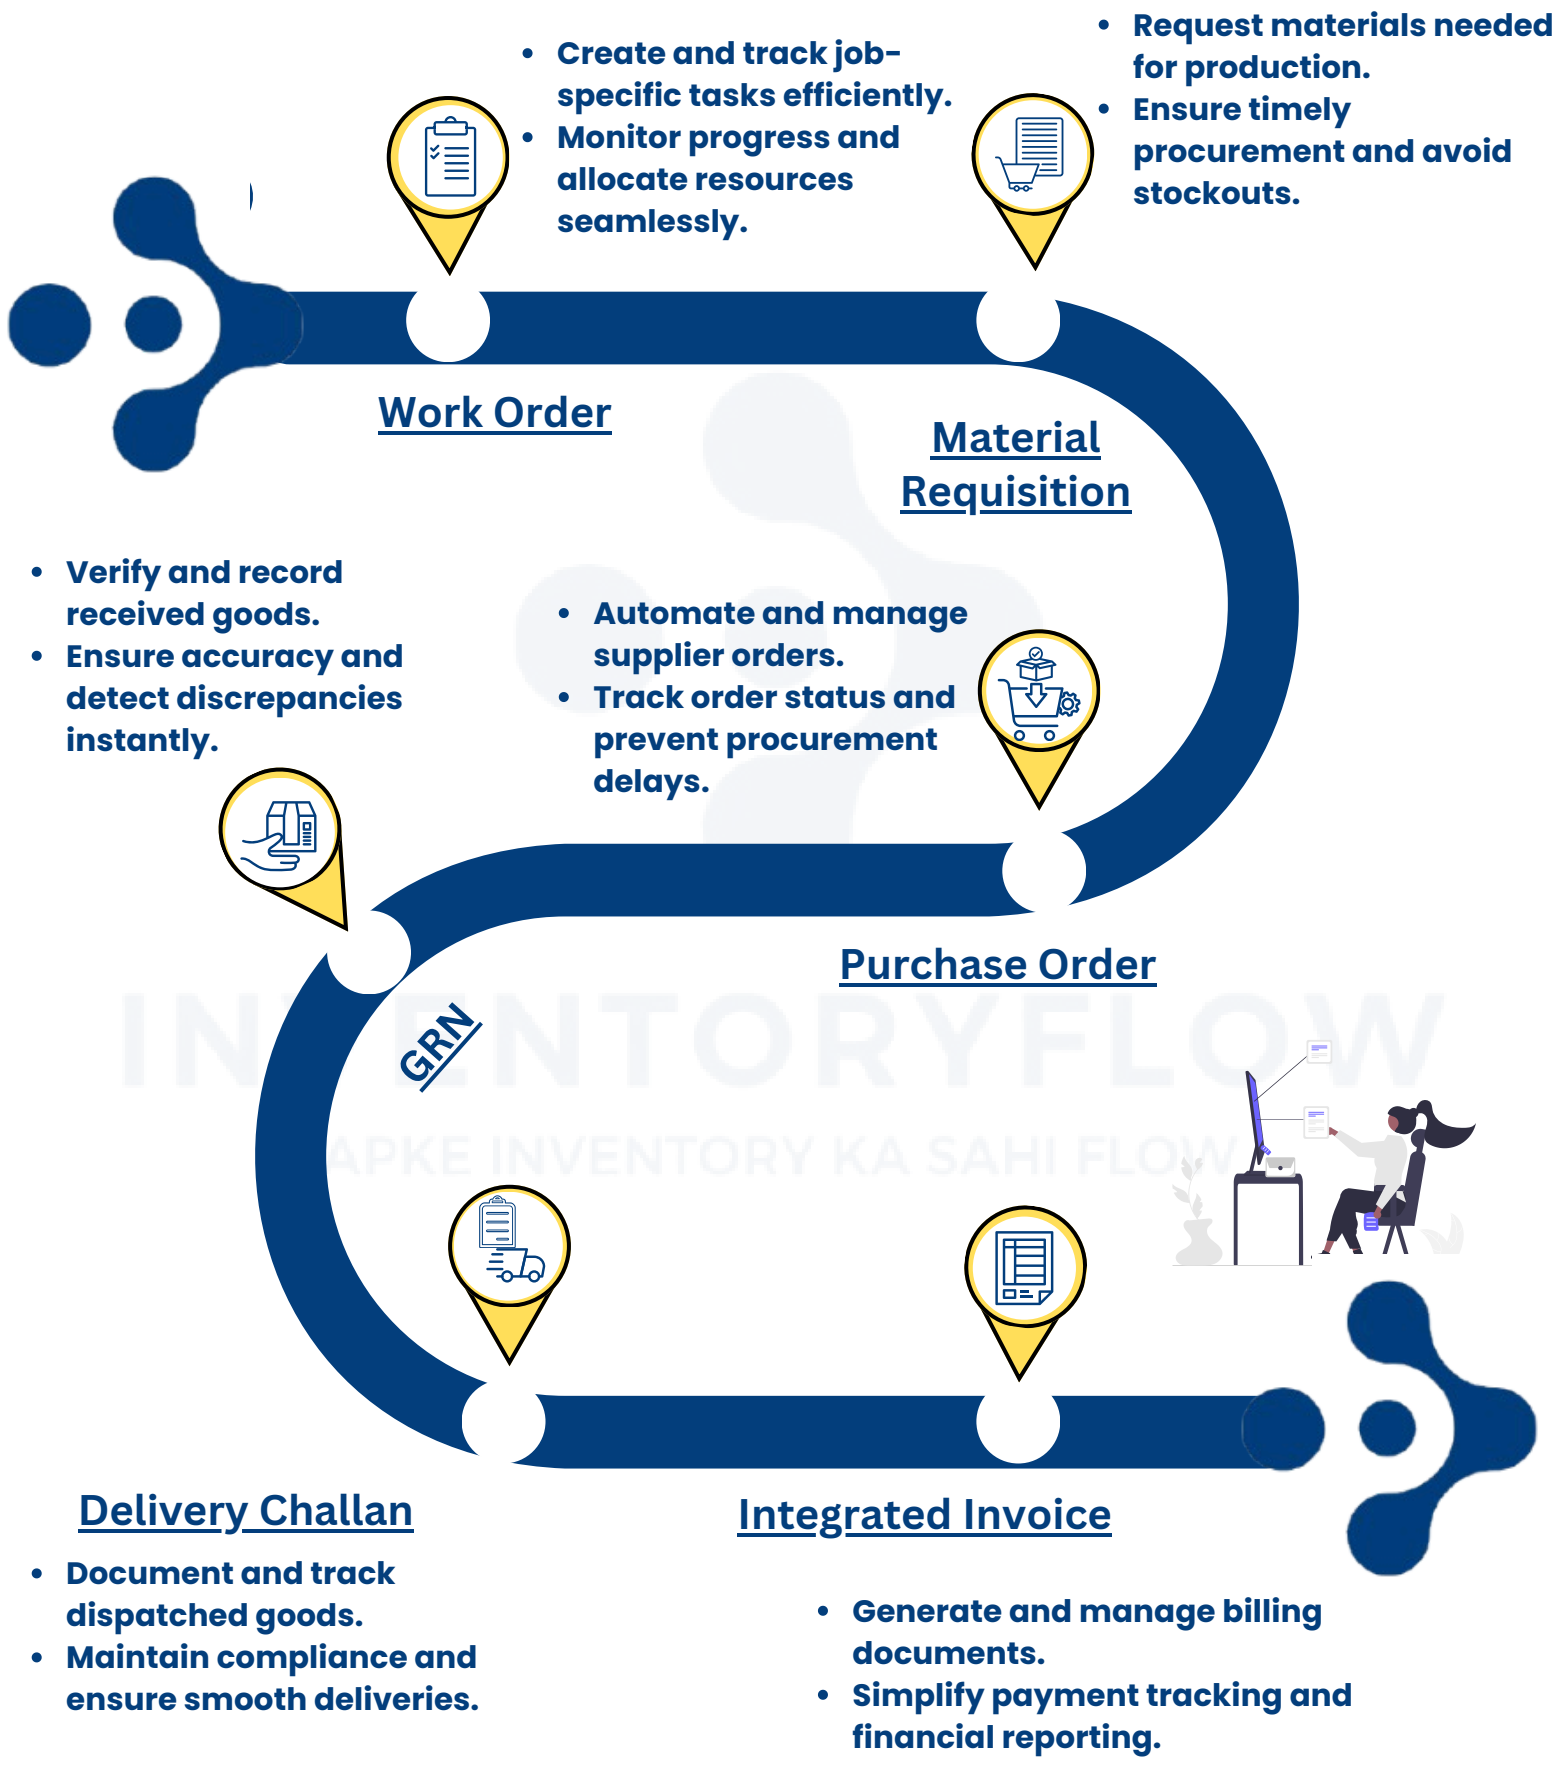 • Create and track job-
specific tasks efficiently.
• Monitor progress and
allocate resources
seamlessly.
• Request materials needed
for production.
• Ensure timely
procurement and avoid
stockouts.
Work Order
Material
Requisition
• Verify and record
received goods.
• Ensure accuracy and
detect discrepancies
instantly.
• Automate and manage
supplier orders.
• Track order status and
prevent procurement
delays.
Purchase Order
GRN
INVENTORYFLOW
APKE INVENTORY KA SAHI FLOW
Delivery Challan
• Document and track
dispatched goods.
• Maintain compliance and
ensure smooth deliveries.
Integrated Invoice
• Generate and manage billing
documents.
• Simplify payment tracking and
financial reporting.